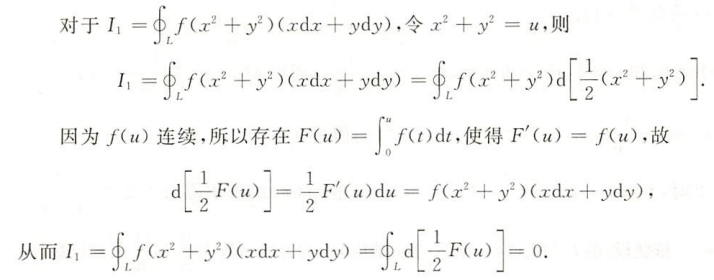 对于 I₁ = ∮_L f(x² + y²)(xdx + ydy),令 x² + y² = u,则
I₁ = ∮_L f(x² + y²)(xdx + ydy) = ∮_L f(x² + y²)d[1/2(x² + y²)].
因为 f(u) 连续,所以存在 F(u) = ∫₀ᵘ f(t)dt,使得 F′(u) = f(u),故
d[1/2 F(u)] = 1/2 F′(u)du = f(x² + y²)(xdx + ydy),
从而 I₁ = ∮_L f(x² + y²)(xdx + ydy) = ∮_L d[1/2 F(u)] = 0.